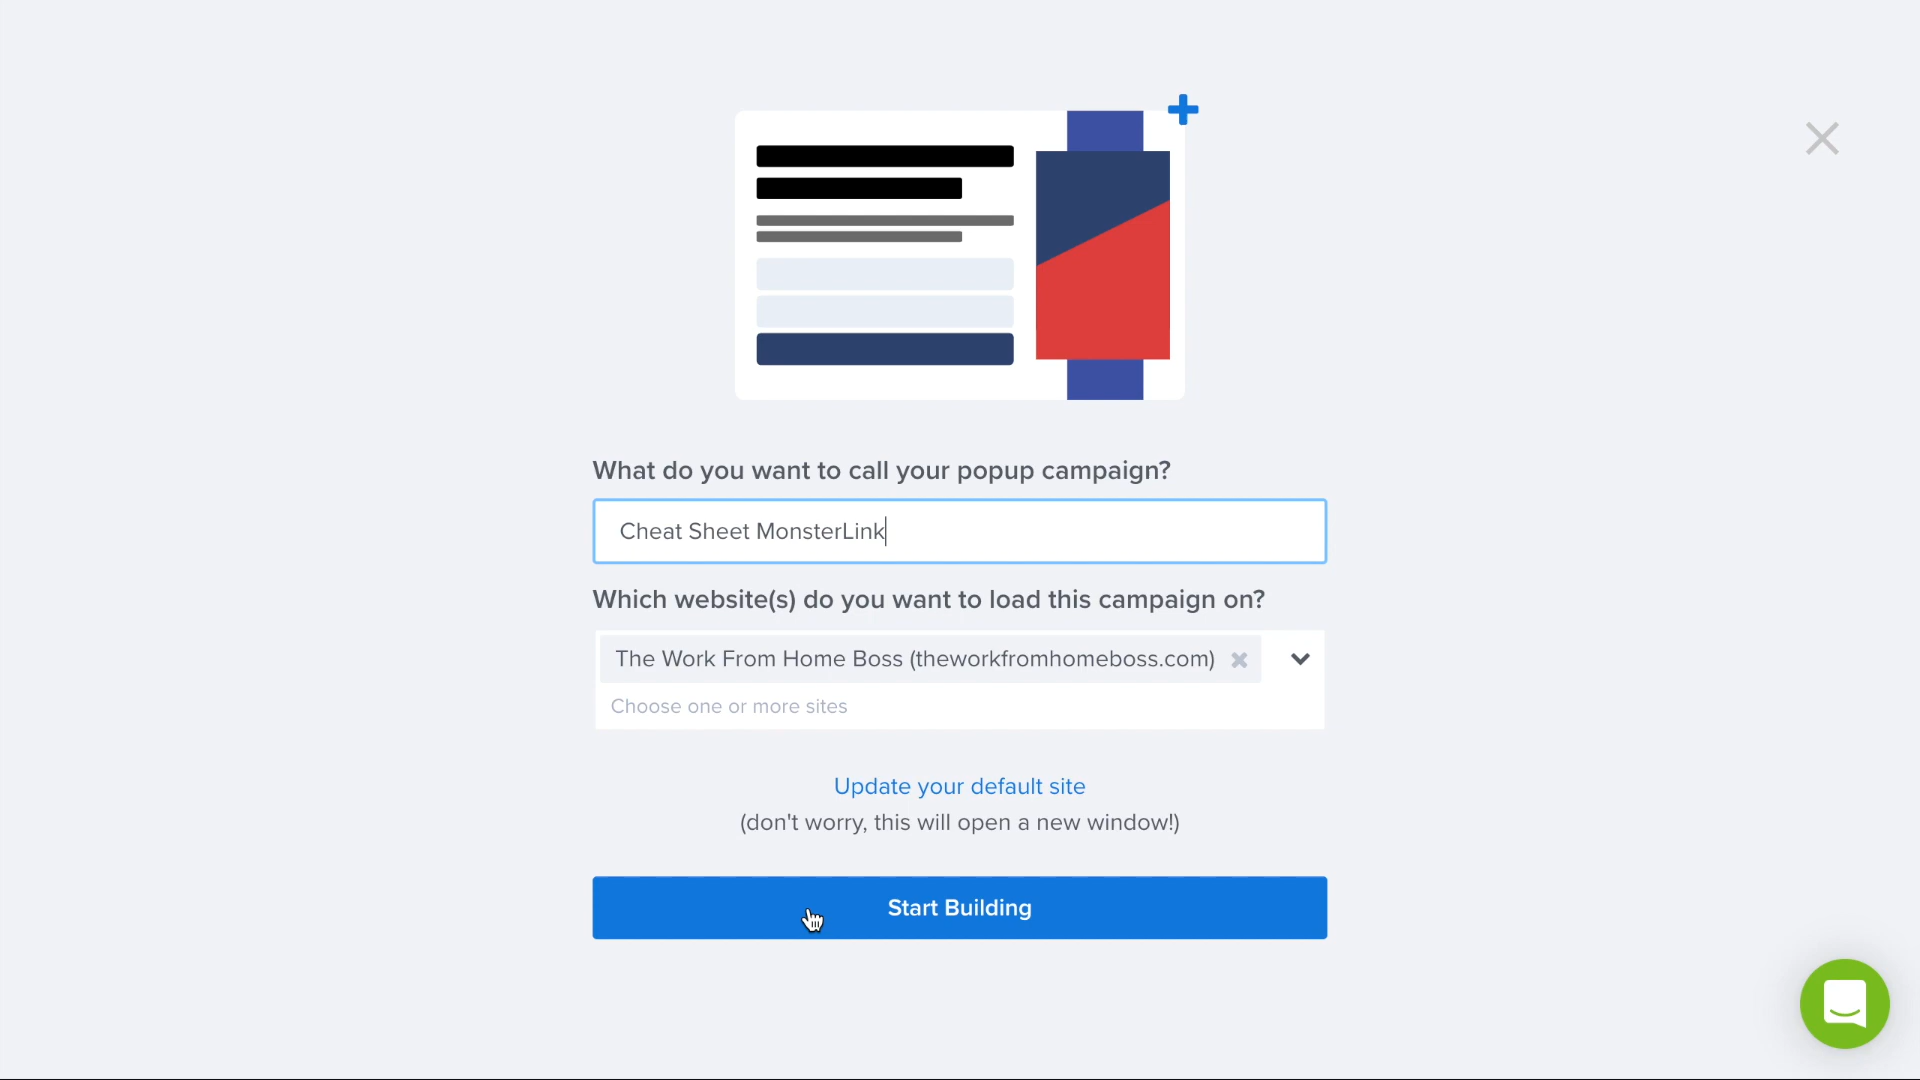 What do you want to call your popup campaign?
Cheat Sheet MonsterLink
Which website(s) do you want to load this campaign on?
The Work From Home Boss (theworkfromhomeboss.com)
Choose one or more sites
Update your default site
(don't worry, this will open a new window!)
Start Building